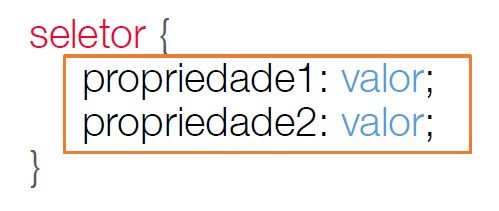 seletor {
propriedade1: valor;
propriedade2: valor;
}